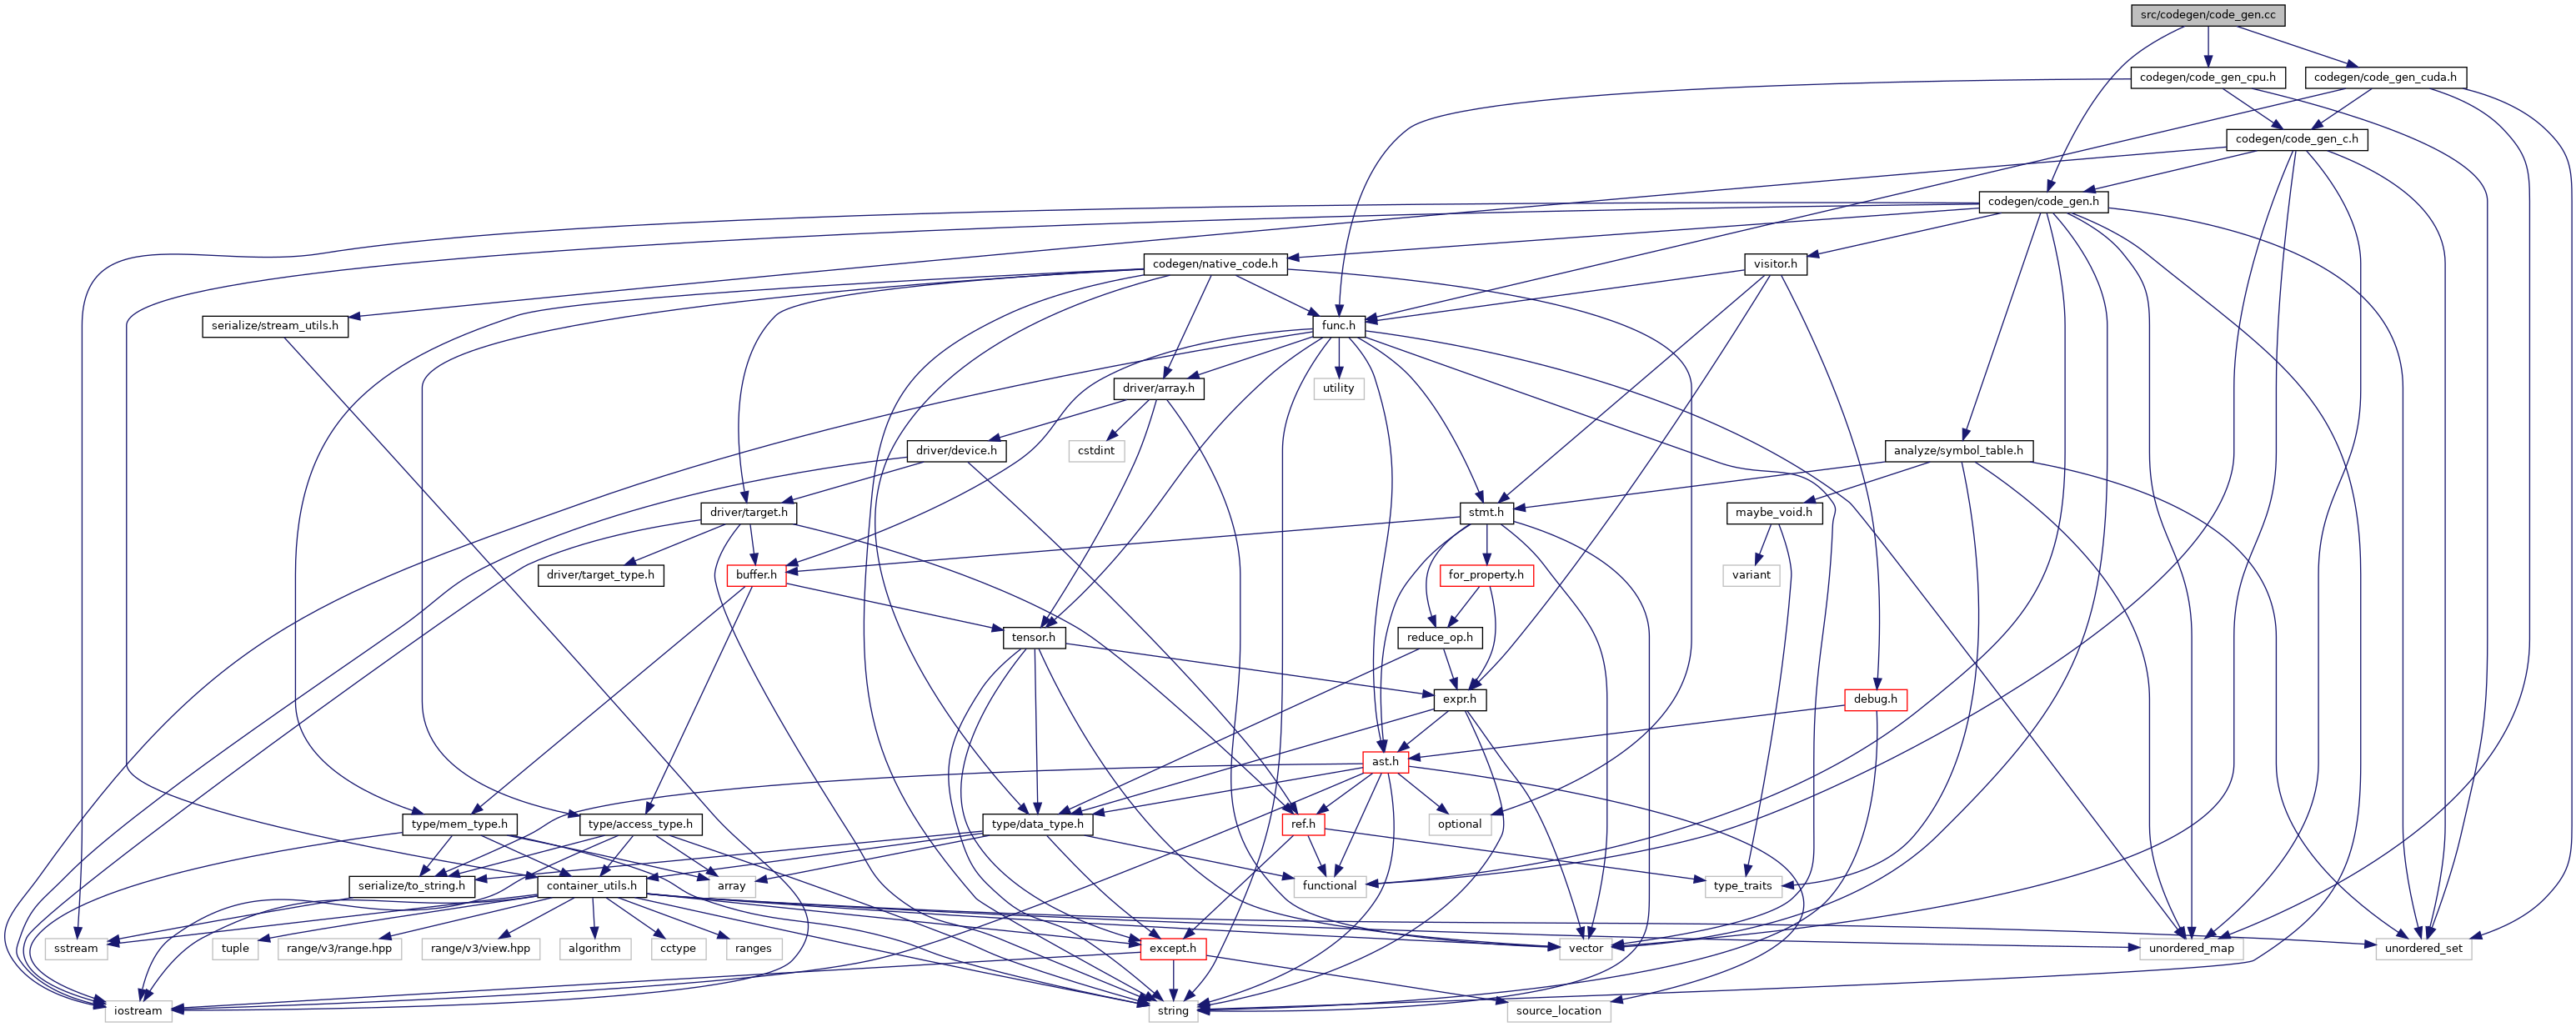 src/codegen/code_gen.cc
codegen/code_gen_cpu.h
codegen/code_gen_cuda.h
codegen/code_gen_c.h
codegen/code_gen.h
codegen/native_code.h
visitor.h
serialize/stream_utils.h
func.h
driver/array.h
utility
driver/device.h
cstdint
analyze/symbol_table.h
driver/target.h
stmt.h
maybe_void.h
driver/target_type.h
buffer.h
for_property.h
variant
tensor.h
reduce_op.h
expr.h
debug.h
ast.h
type/mem_type.h
type/access_type.h
type/data_type.h
ref.h
optional
serialize/to_string.h
container_utils.h
array
functional
type_traits
sstream
tuple
range/v3/range.hpp
range/v3/view.hpp
algorithm
cctype
ranges
except.h
vector
unordered_map
unordered_set
iostream
string
source_location